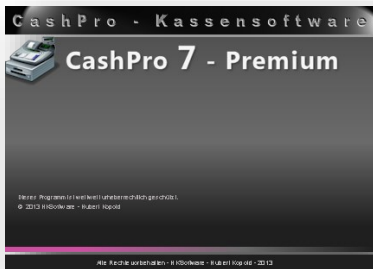 CashPro - Kassensoftware
CashPro 7 - Premium
Dieses Programm ist weltweit urheberrechtlich geschützt.
© 2013 HKSoftware - Hubert Kopold
Alle Rechte vorbehalten - HKSoftware - Hubert Kopold - 2013